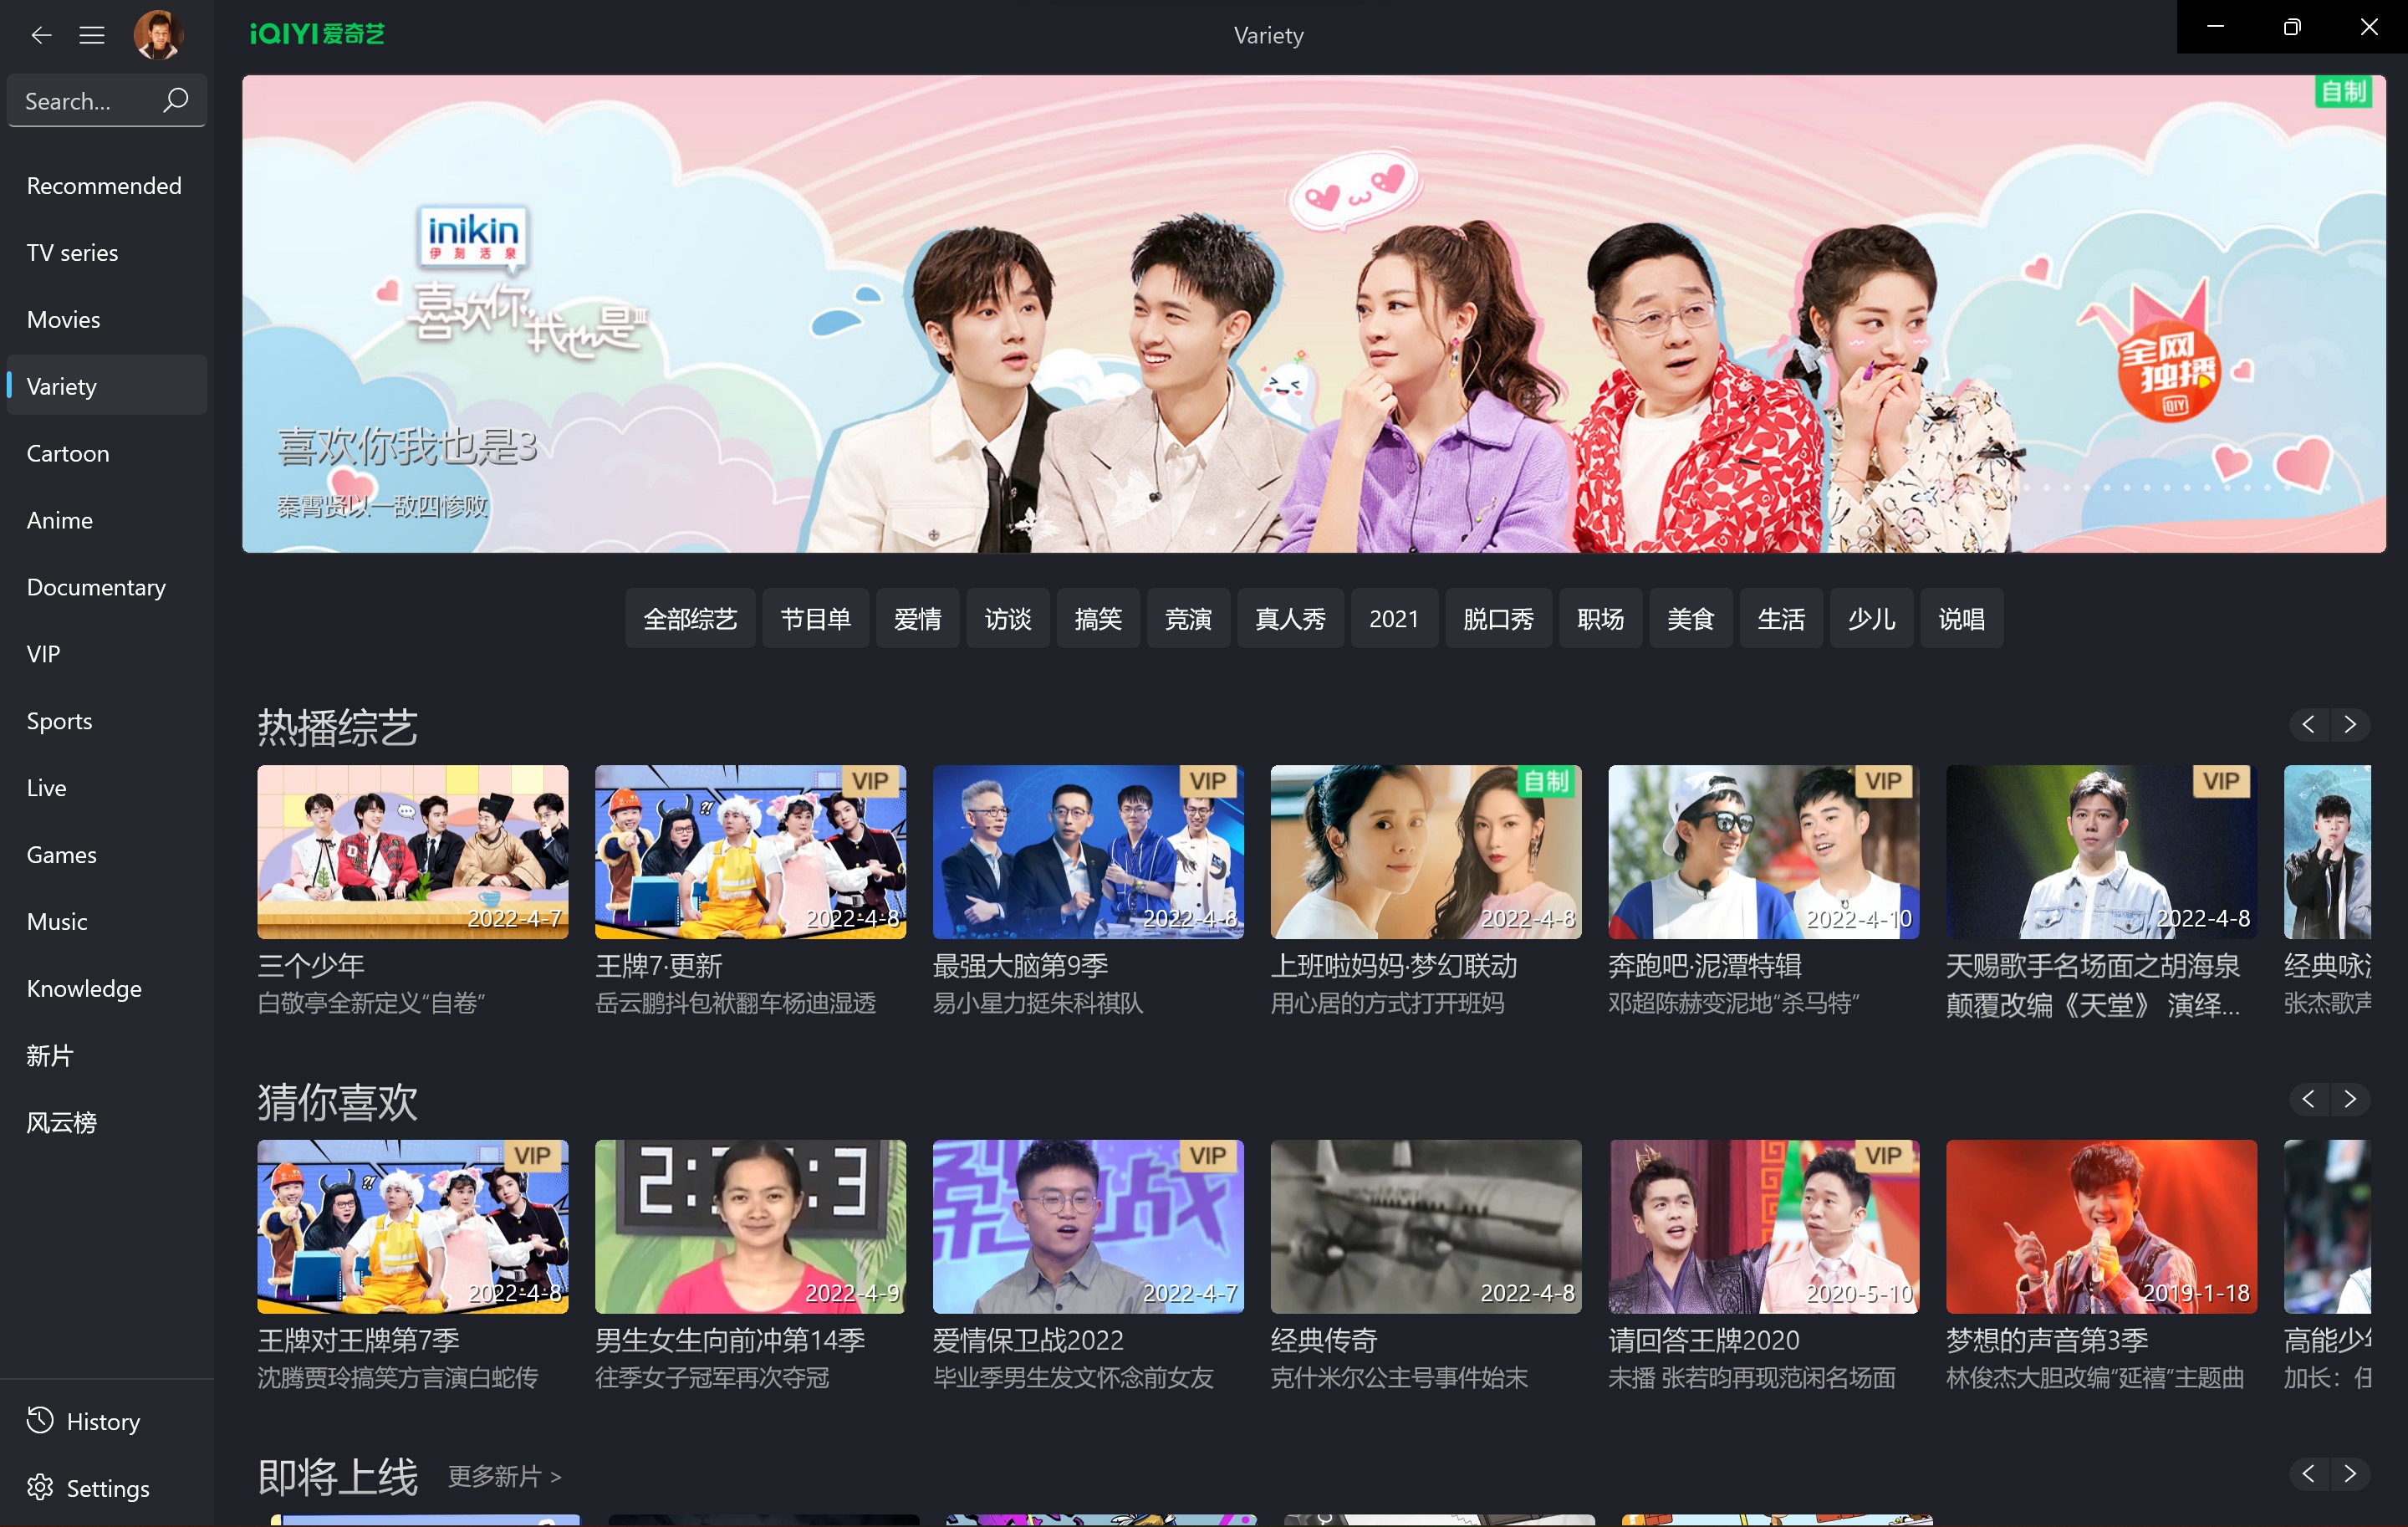 iQIYI 爱奇艺
Variety
Search...
Recommended
TV series
Movies
Variety
Cartoon
Anime
Documentary
VIP
Sports
Live
Games
Music
Knowledge
新片
风云榜
History
Settings
自制
inikin
伊刻活泉
喜欢你我也是III
全网
独播
QIY
喜欢你我也是3
秦霄贤以一敌四惨败
全部综艺 节目单 爱情 访谈 搞笑 竞演 真人秀 2021 脱口秀 职场 美食 生活 少儿 说唱
热播综艺
2022-4-7
三个少年
白敬亭全新定义“自卷”
VIP
2022-4-8
王牌7·更新
岳云鹏抖包袱翻车杨迪湿透
VIP
2022-4-8
最强大脑第9季
易小星力挺朱科祺队
自制
2022-4-8
上班啦妈妈·梦幻联动
用心居的方式打开班妈
VIP
2022-4-10
奔跑吧·泥潭特辑
邓超陈赫变泥地“杀马特”
VIP
2022-4-8
天赐歌手名场面之胡海泉
颠覆改编《天堂》 演绎...
经典咏
张杰歌声
猜你喜欢
VIP
2022-4-8
王牌对王牌第7季
沈腾贾玲搞笑方言演白蛇传
2022-4-9
男生女生向前冲第14季
往季女子冠军再次夺冠
VIP
2022-4-7
爱情保卫战2022
毕业季男生发文怀念前女友
2022-4-8
经典传奇
克什米尔公主号事件始末
VIP
2020-5-10
请回答王牌2020
未播 张若昀再现范闲名场面
2019-1-18
梦想的声音第3季
林俊杰大胆改编“延禧”主题曲
高能少
加长：任
即将上线
更多新片 >